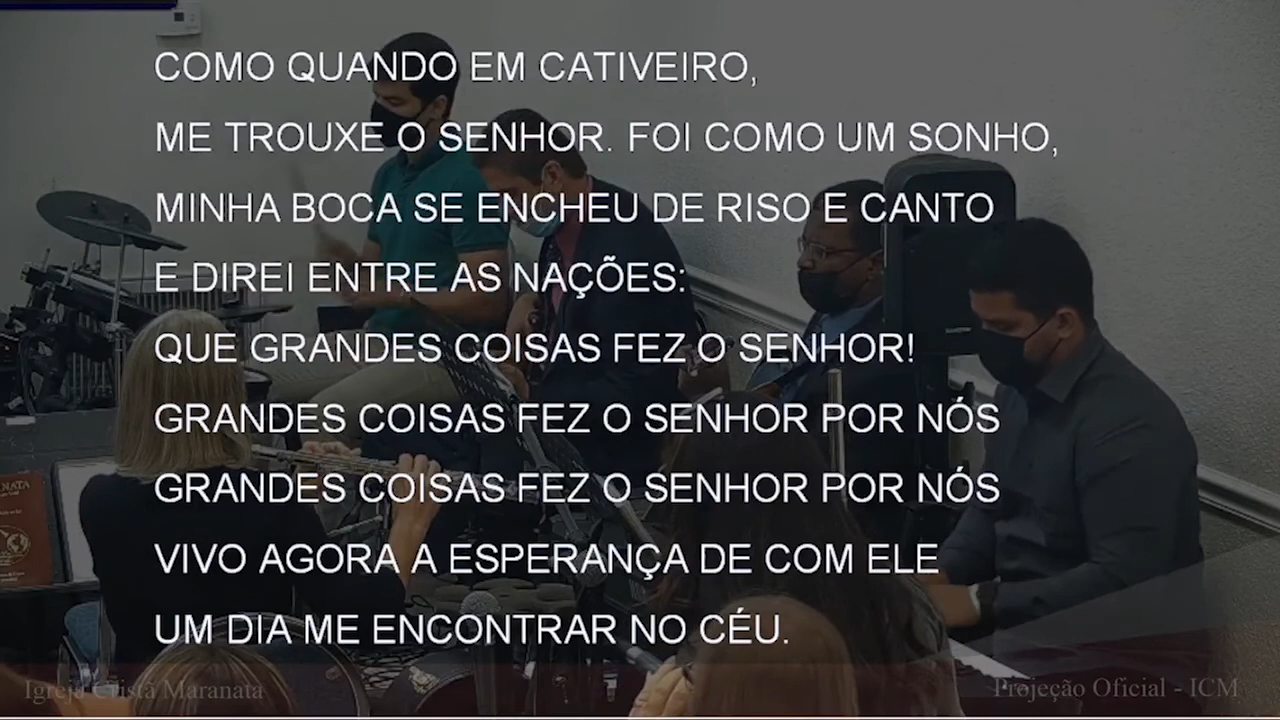 COMO QUANDO EM CATIVEIRO,
ME TROUXE O SENHOR. FOI COMO UM SONHO,
MINHA BOCA SE ENCHEU DE RISO E CANTO
E DIREI ENTRE AS NAÇÕES:
QUE GRANDES COISAS FEZ O SENHOR!
GRANDES COISAS FEZ O SENHOR POR NÓS
GRANDES COISAS FEZ O SENHOR POR NÓS
VIVO AGORA A ESPERANÇA DE COM ELE
UM DIA ME ENCONTRAR NO CÉU.
Igreja Cristã Maranata
Projeção Oficial - ICM